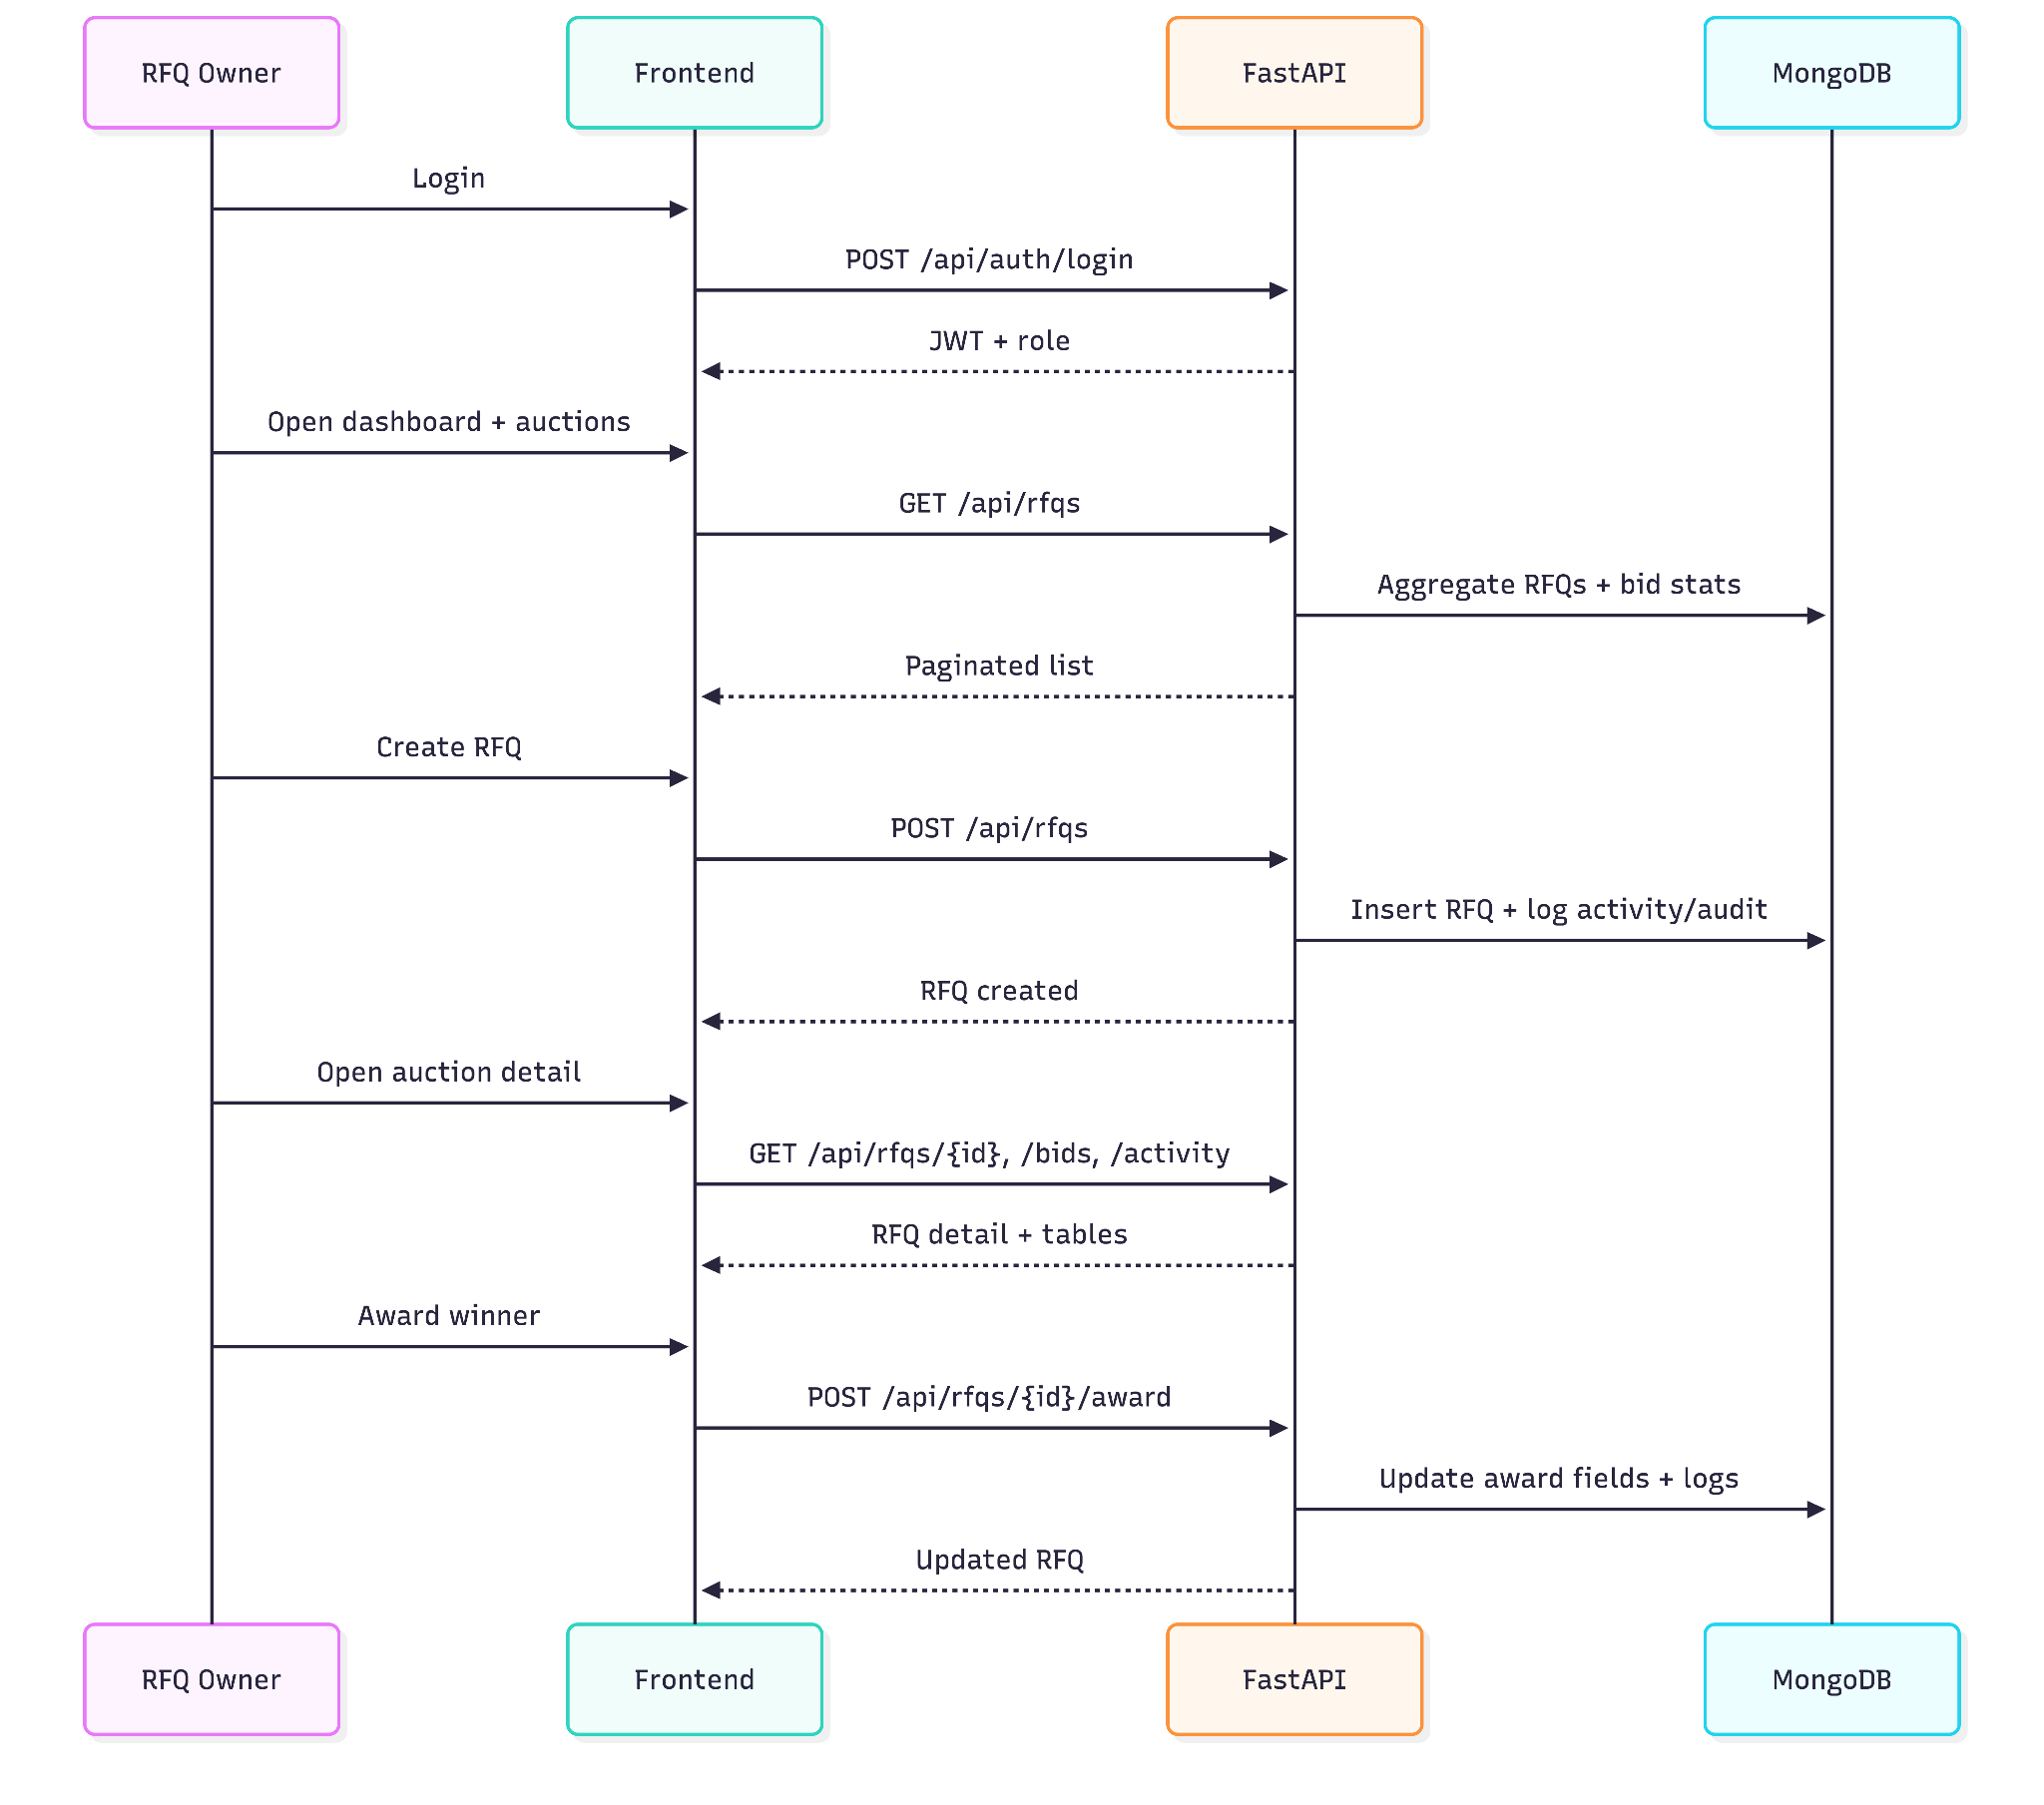 RFQ Owner
Frontend
FastAPI
MongoDB
Login
POST /api/auth/login
JWT + role
Open dashboard + auctions
GET /api/rfqs
Aggregate RFQs + bid stats
Paginated list
Create RFQ
POST /api/rfqs
Insert RFQ + log activity/audit
RFQ created
Open auction detail
GET /api/rfqs/{id}, /bids, /activity
RFQ detail + tables
Award winner
POST /api/rfqs/{id}/award
Update award fields + logs
Updated RFQ
RFQ Owner
Frontend
FastAPI
MongoDB